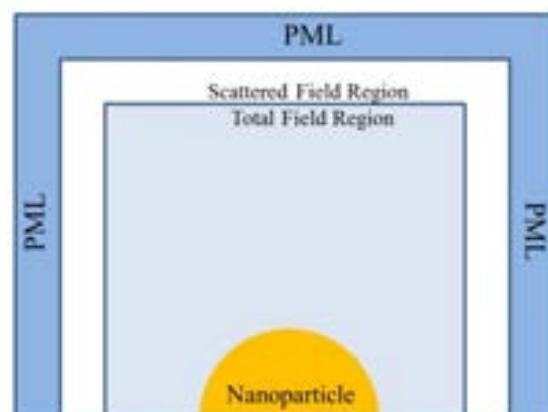 PML
Scattered Field Region
Total Field Region
PML
PML
Nanoparticle